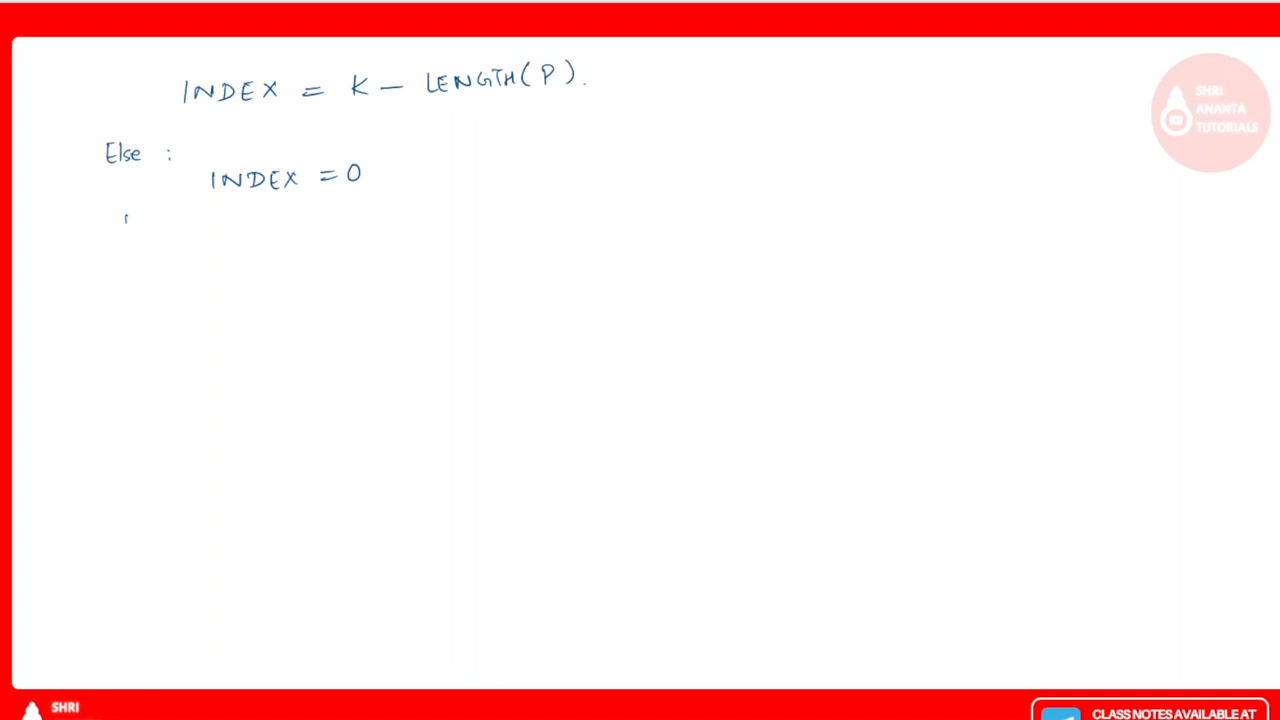 INDEX = K - LENGTH(P).
Else :
INDEX = 0
SHRI
ANANTA
TUTORIALS
SHRI
CLASS NOTES AVAILABLE AT